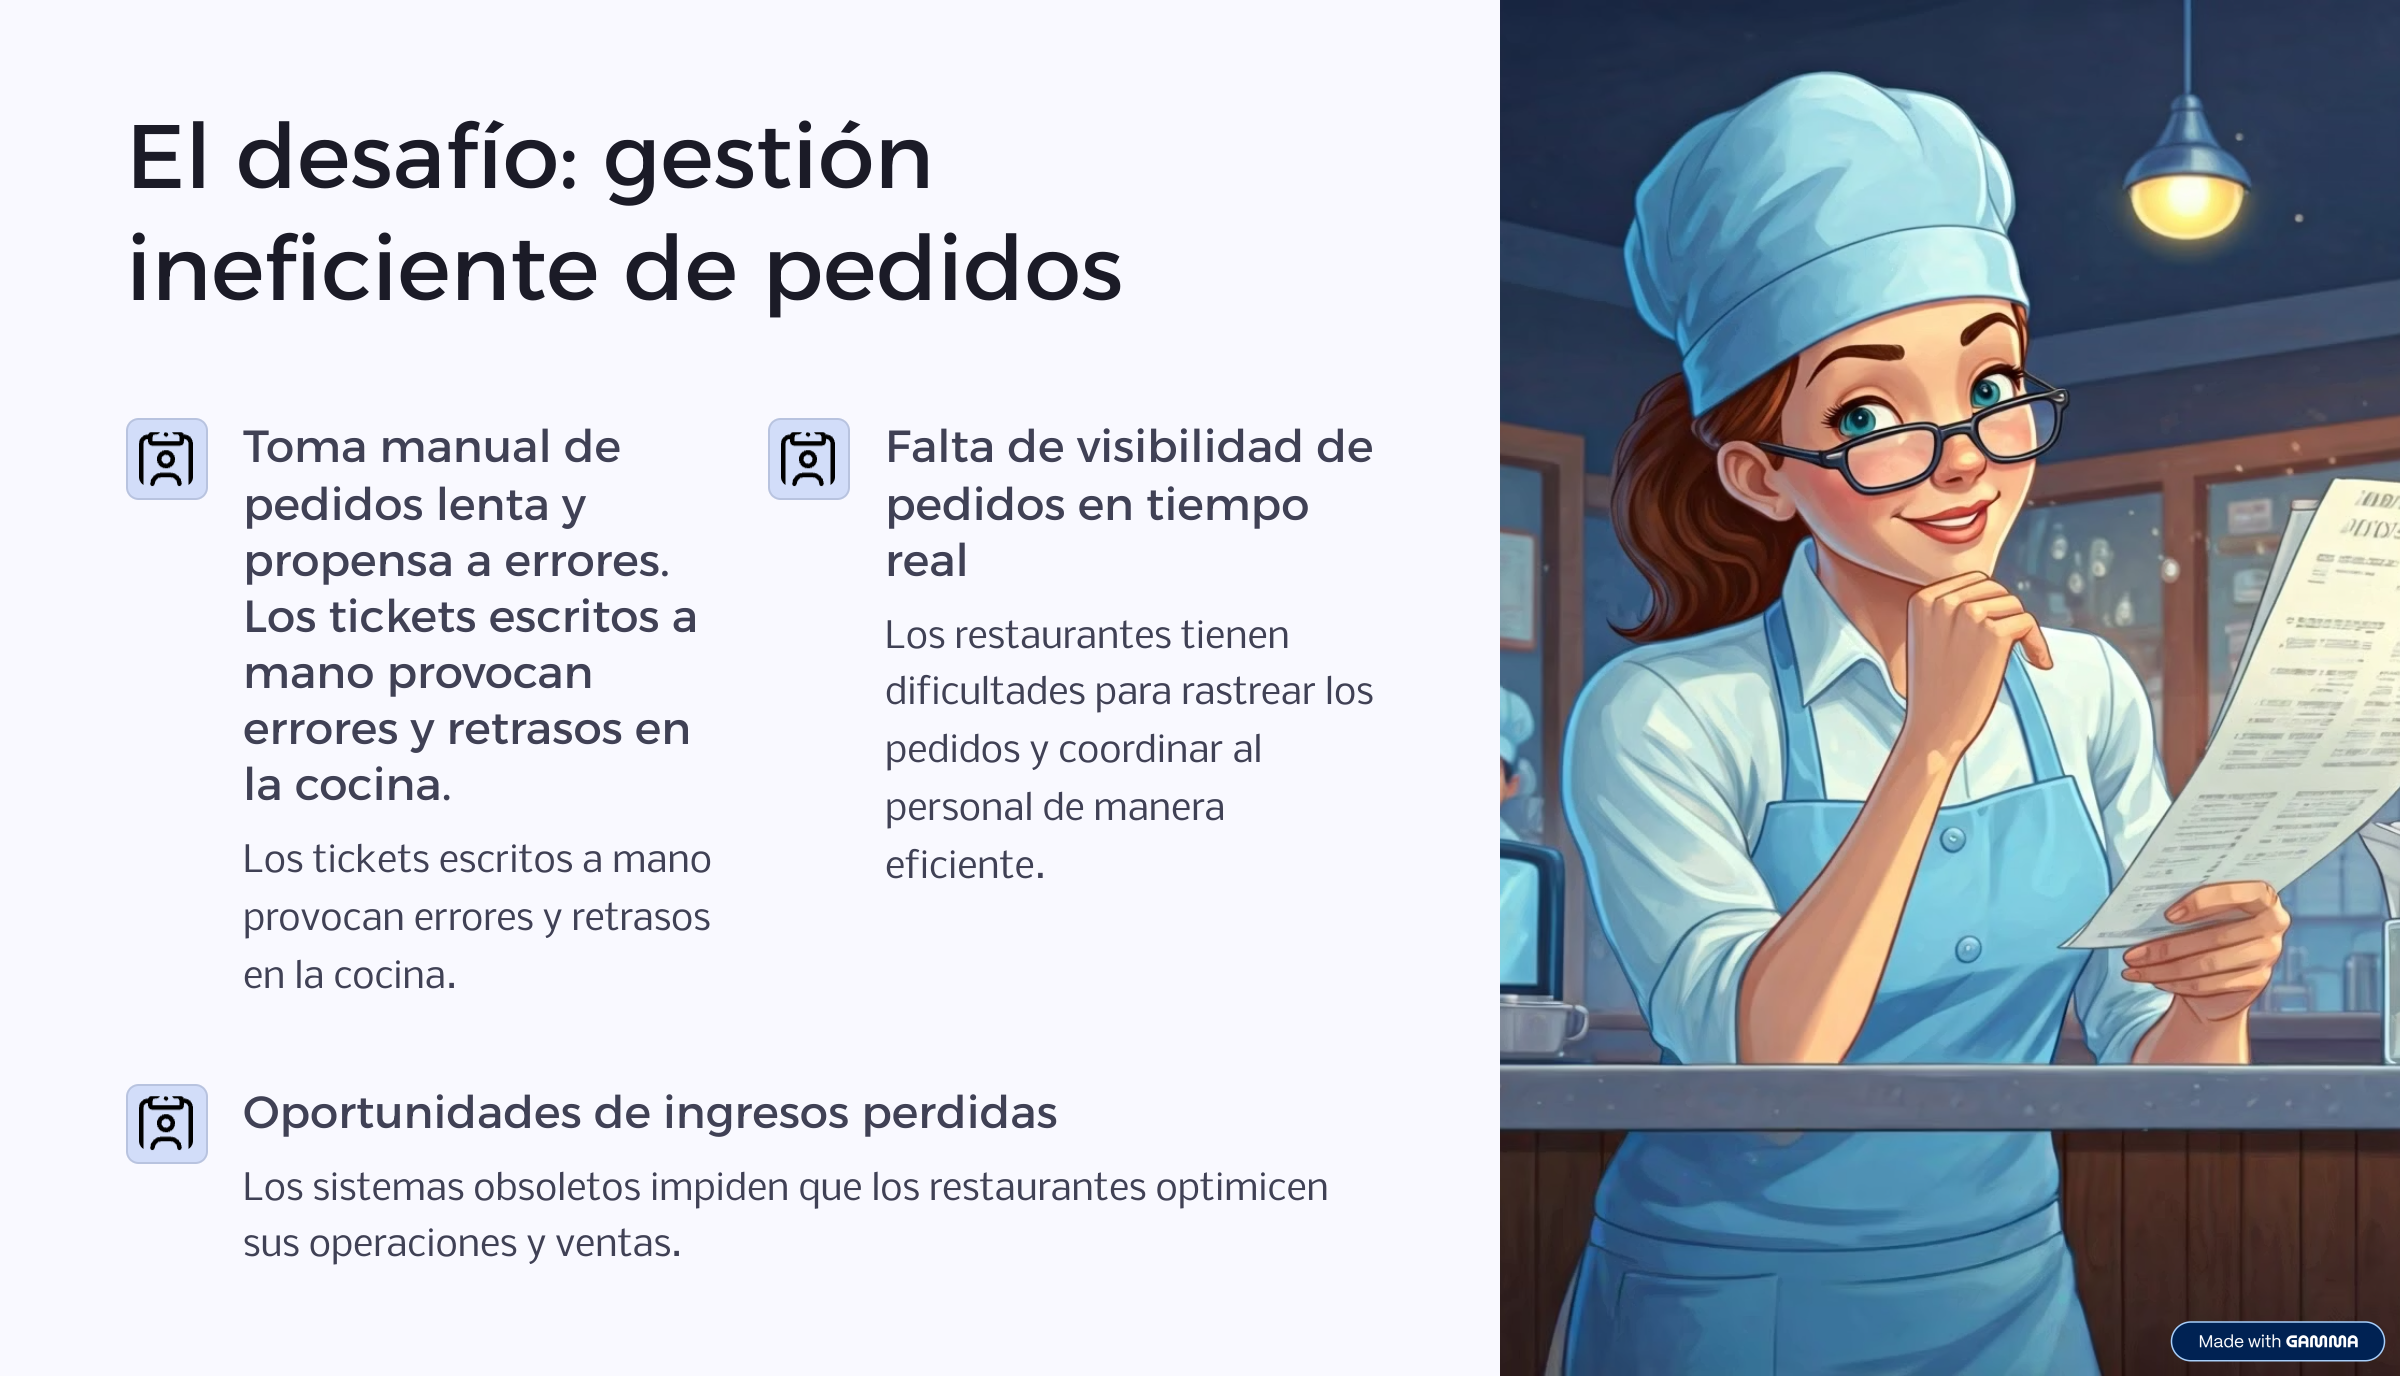 El desafío: gestión
ineficiente de pedidos
Toma manual de
pedidos lenta y
propensa a errores.
Los tickets escritos a
mano provocan
errores y retrasos en
la cocina.
Los tickets escritos a mano
provocan errores y retrasos
en la cocina.
Falta de visibilidad de
pedidos en tiempo
real
Los restaurantes tienen
dificultades para rastrear los
pedidos y coordinar al
personal de manera
eficiente.
Oportunidades de ingresos perdidas
Los sistemas obsoletos impiden que los restaurantes optimicen
sus operaciones y ventas.
Made with GAMMA